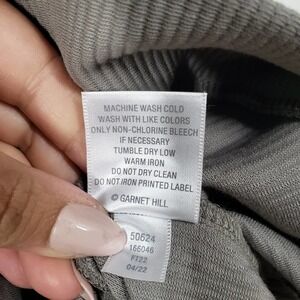 MACHINE WASH COLD
WASH WITH LIKE COLORS
ONLY NON-CHLORINE BLEECH
IF NECESSARY
TUMBLE DRY LOW
WARM IRON
DO NOT DRY CLEAN
DO NOT IRON PRINTED LABEL
© GARNET HILL
50624
166046
FT22
04/22